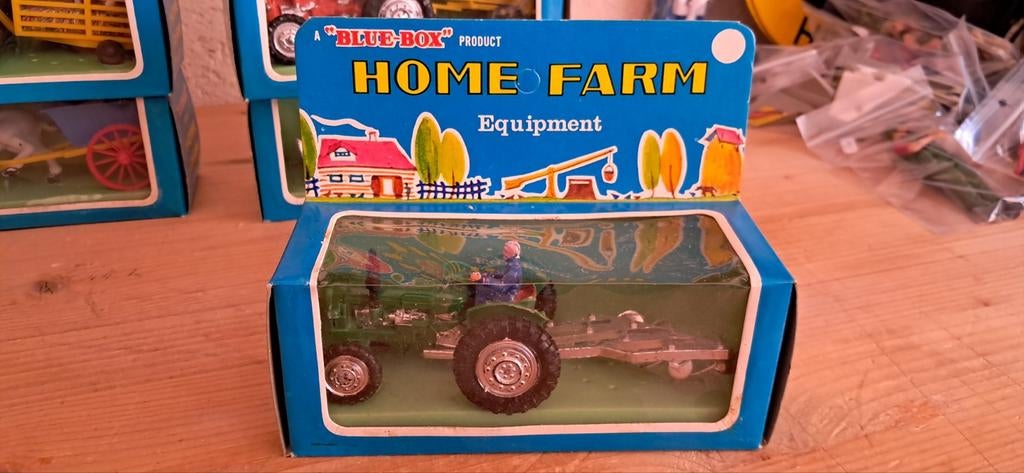 A "BLUE-BOX" PRODUCT
HOME FARM
Equipment